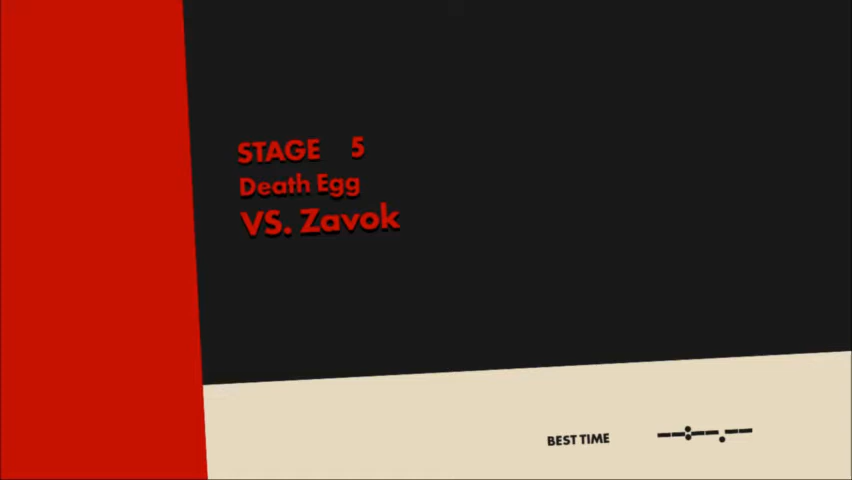 STAGE 5
Death Egg
VS. Zavok
BEST TIME --:--.--